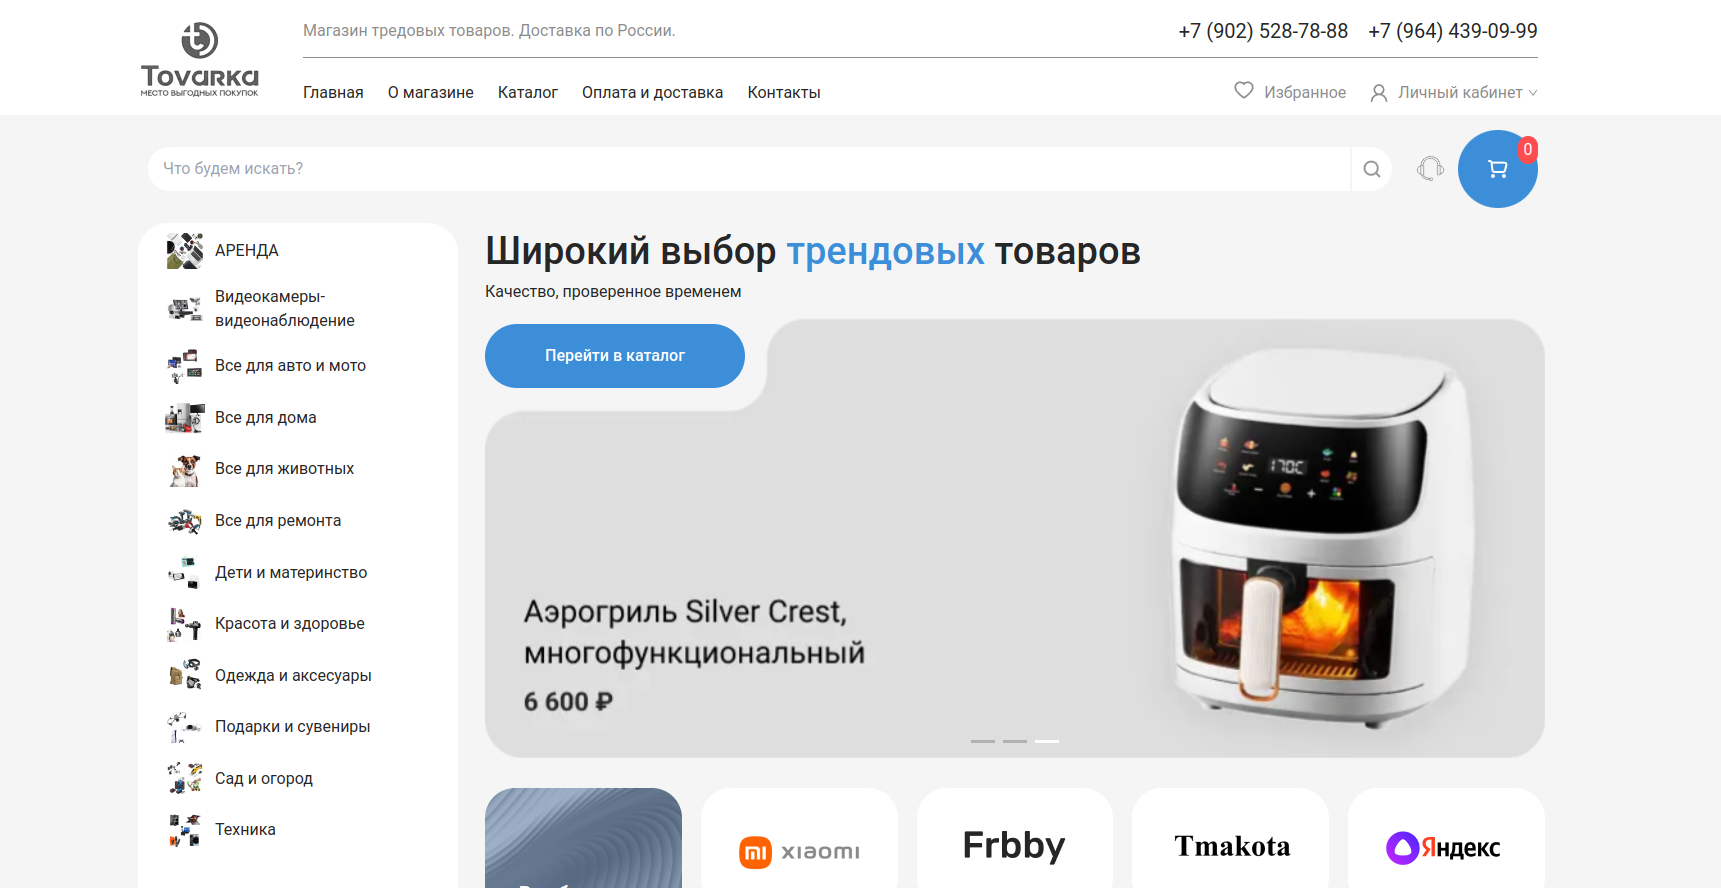 Tovarka
МЕСТО ВЫГОДНЫХ ПОКУПОК
Магазин тредовых товаров. Доставка по России.
+7 (902) 528-78-88 +7 (964) 439-09-99
Главная О магазине Каталог Оплата и доставка Контакты
Избранное Личный кабинет
Что будем искать?
0
АРЕНДА
Видеокамеры-
видеонаблюдение
Все для авто и мото
Все для дома
Все для животных
Все для ремонта
Дети и материнство
Красота и здоровье
Одежда и аксесуары
Подарки и сувениры
Сад и огород
Техника
Широкий выбор трендовых товаров
Качество, проверенное временем
Перейти в каталог
170C
Аэрогриль Silver Crest,
многофункциональный
6 600 ₽
mi xiaomi
Frbby
Tmakota
Яндекс